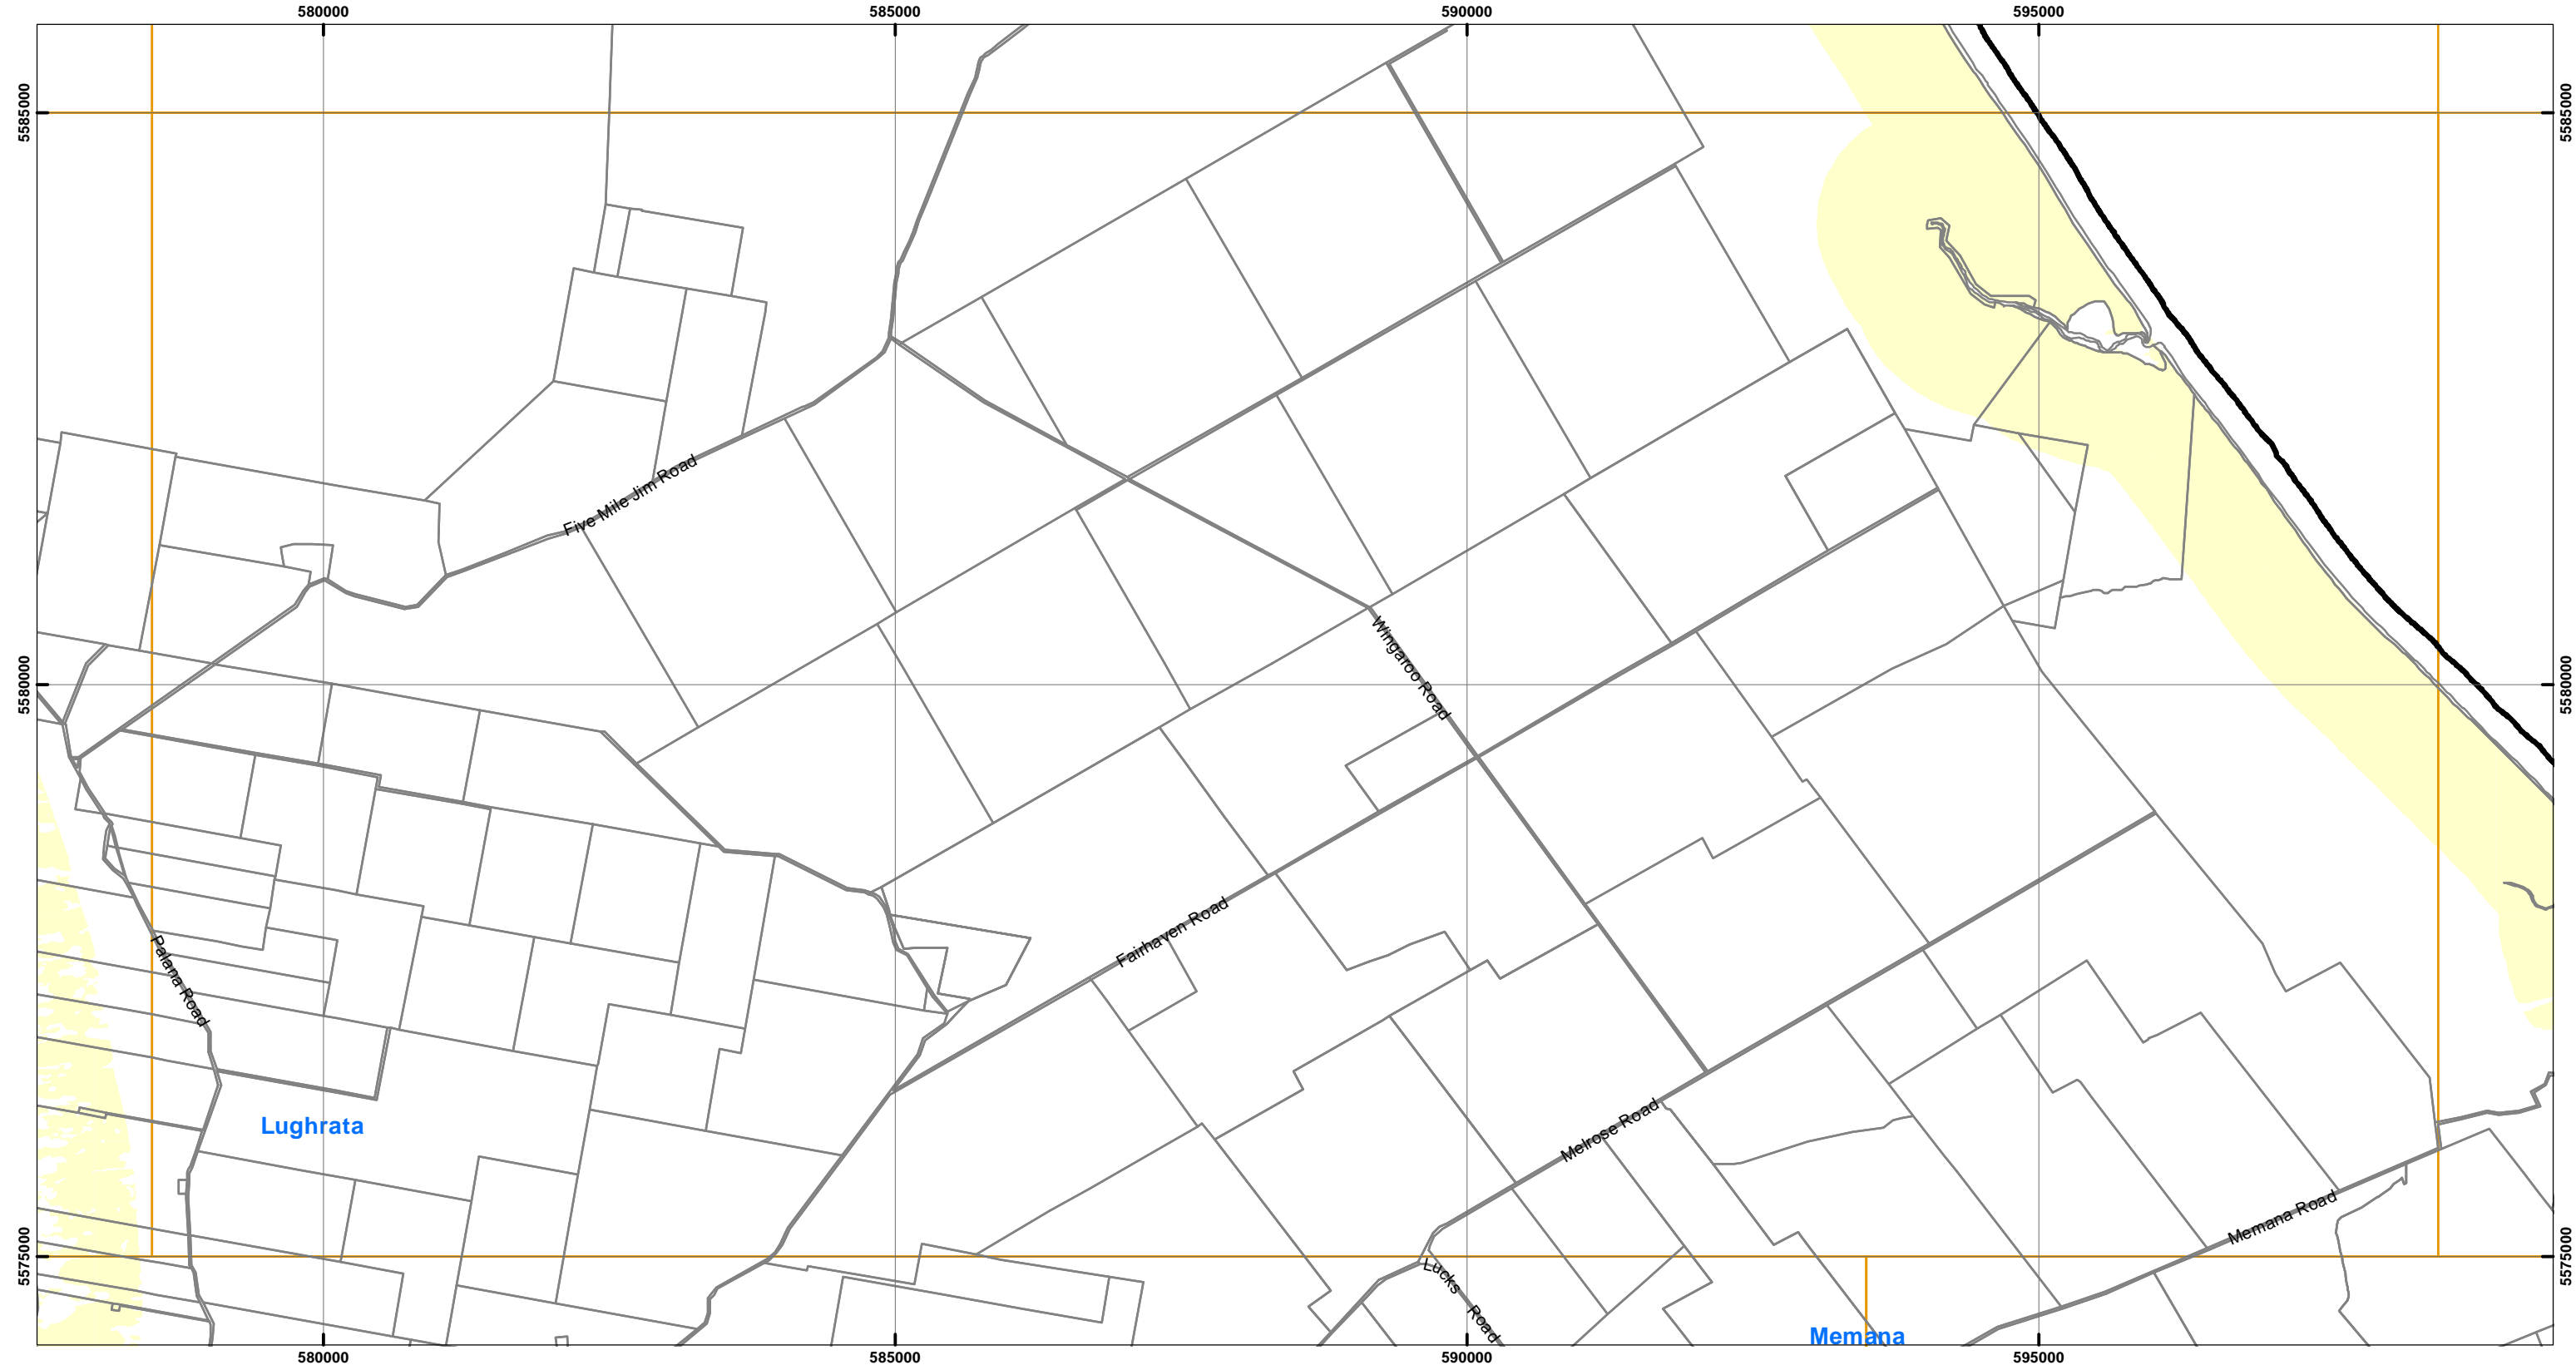 580000
585000
590000
595000
5585000
5585000
Five Mile Jim Road
Wingaroo Road
5580000
5580000
Fairhaven Road
Palana Road
Lughrata
Melrose Road
Memana Road
5575000
5575000
Lucks Road
Memana
580000
585000
590000
595000